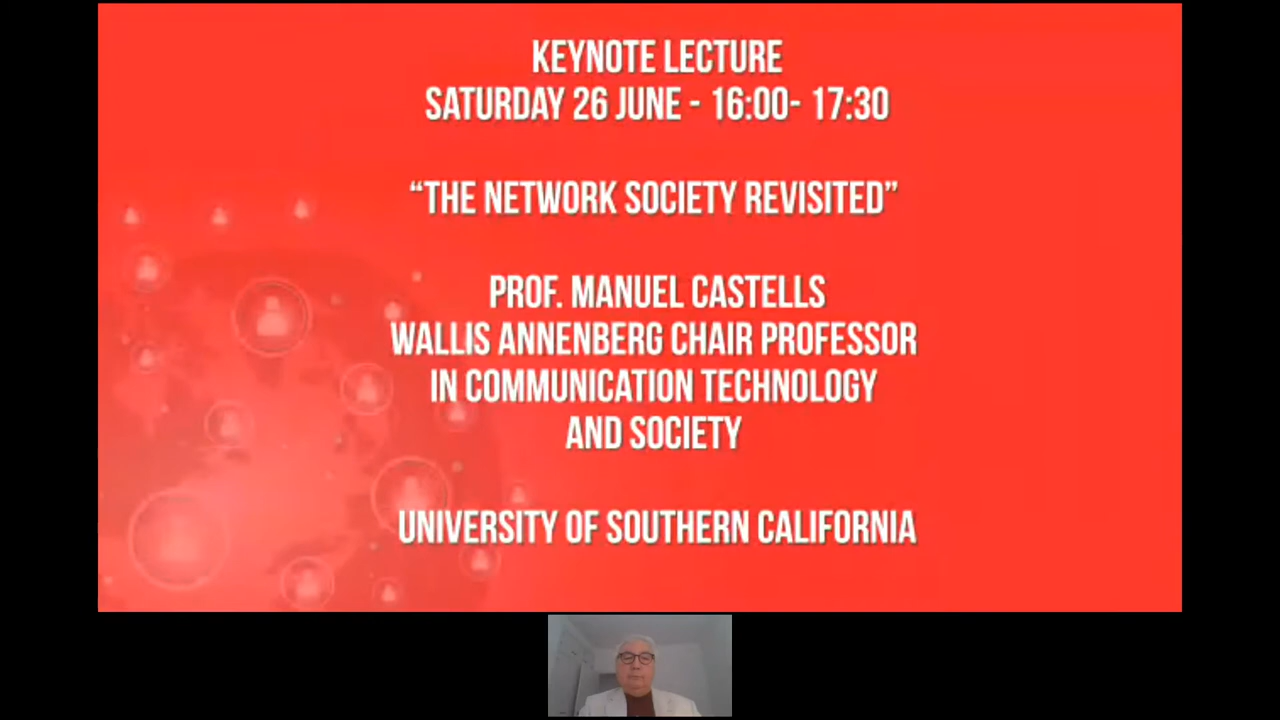 KEYNOTE LECTURE
SATURDAY 26 JUNE - 16:00- 17:30
“THE NETWORK SOCIETY REVISITED”
PROF. MANUEL CASTELLS
WALLIS ANNENBERG CHAIR PROFESSOR
IN COMMUNICATION TECHNOLOGY
AND SOCIETY
UNIVERSITY OF SOUTHERN CALIFORNIA